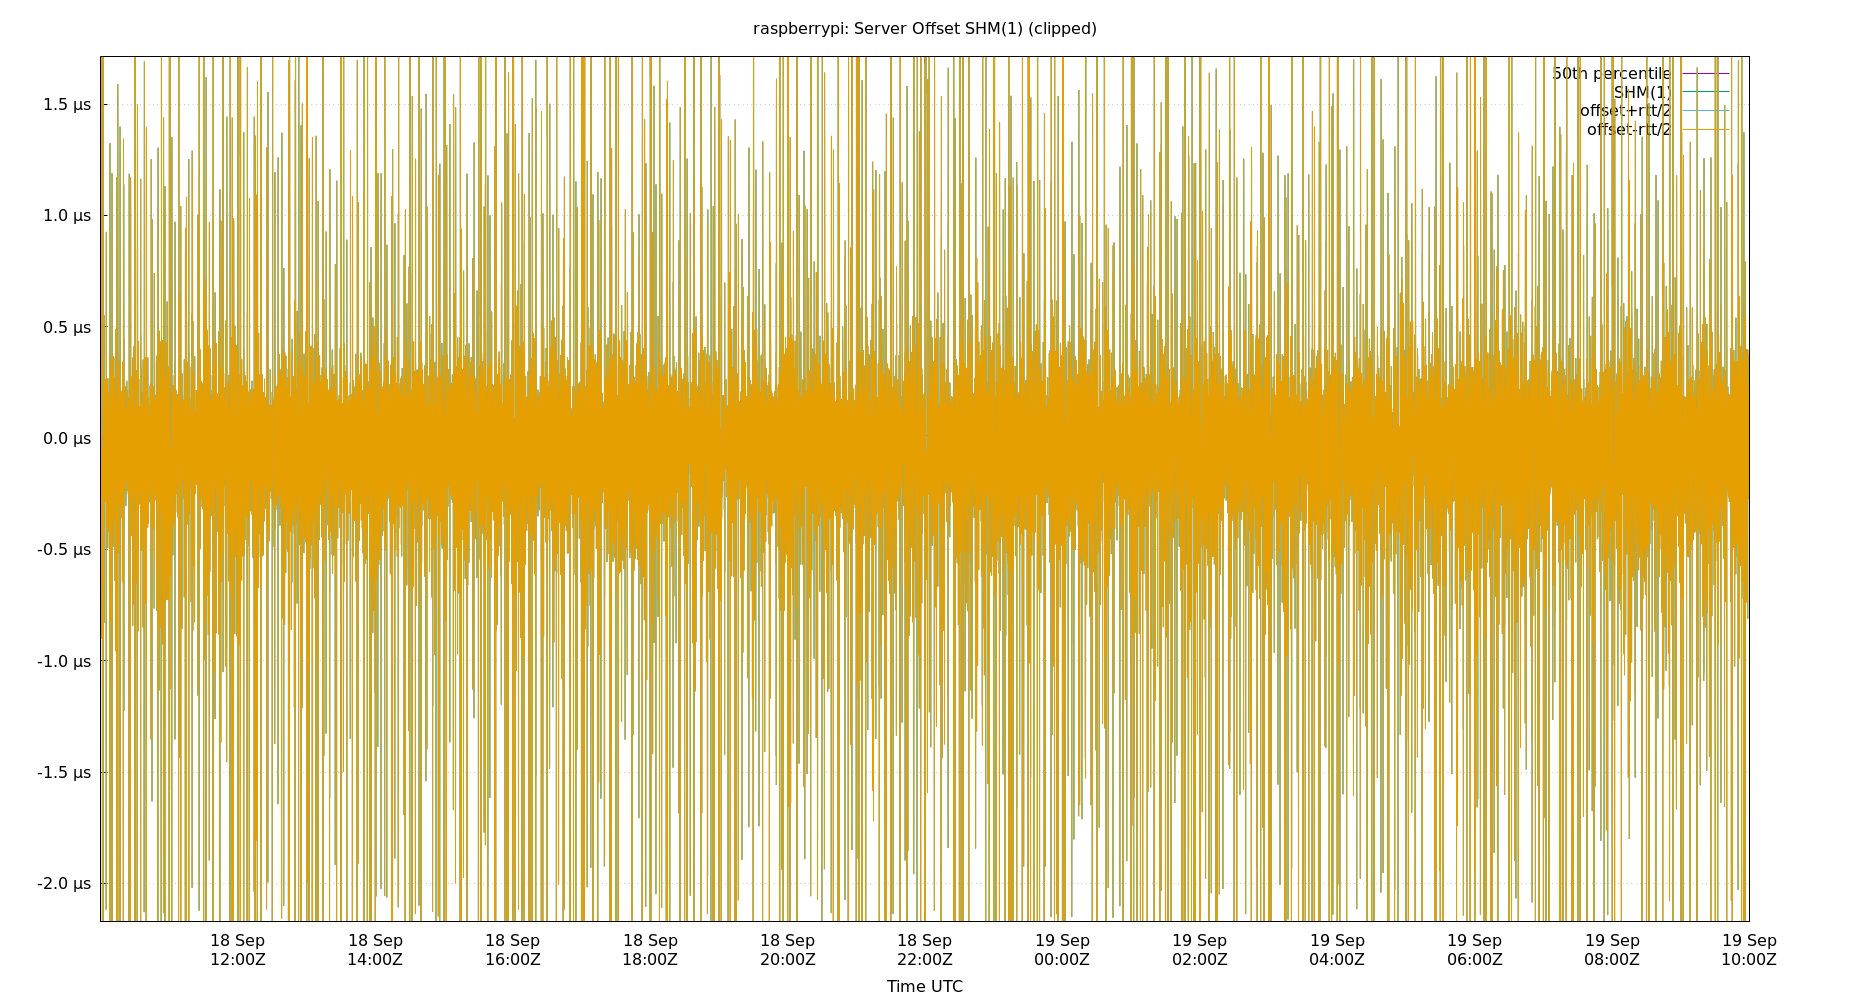 raspberrypi: Server Offset SHM(1) (clipped)
50th percentile
SHM(1)
offset+rtt/2
offset-rtt/2
1.5 µs
1.0 µs
0.5 µs
0.0 µs
-0.5 µs
-1.0 µs
-1.5 µs
-2.0 µs
18 Sep 18 Sep 18 Sep 18 Sep 18 Sep 18 Sep 19 Sep 19 Sep 19 Sep 19 Sep 19 Sep 19 Sep
12:00Z 14:00Z 16:00Z 18:00Z 20:00Z 22:00Z 00:00Z 02:00Z 04:00Z 06:00Z 08:00Z 10:00Z
Time UTC